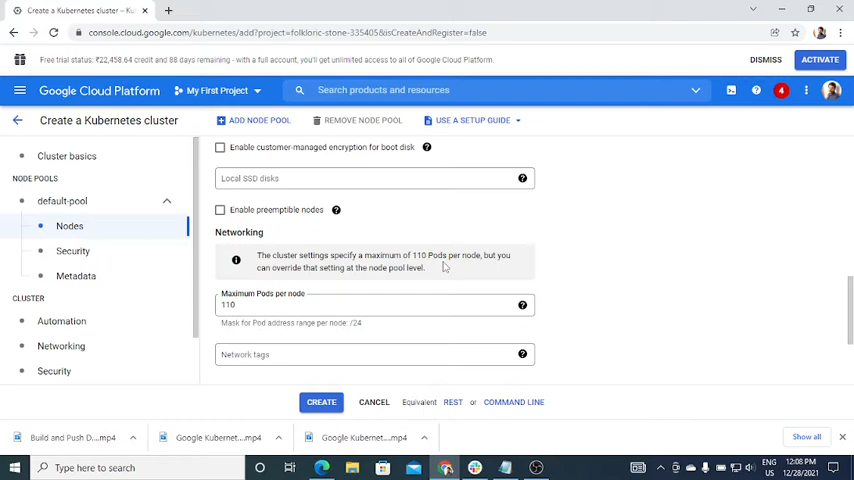 Create a Kubernetes cluster – Kub
console.cloud.google.com/kubernetes/add?project=folkloric-stone-335405&isCreateAndRegister=false
Free trial status: ₹22,458.64 credit and 88 days remaining - with a full account, you'll get unlimited access to all of Google Cloud Platform.
DISMISS
ACTIVATE
Google Cloud Platform
My First Project
Search products and resources
4
Create a Kubernetes cluster
ADD NODE POOL
REMOVE NODE POOL
USE A SETUP GUIDE
Cluster basics
NODE POOLS
default-pool
Nodes
Security
Metadata
CLUSTER
Automation
Networking
Security
Enable customer-managed encryption for boot disk
Local SSD disks
Enable preemptible nodes
Networking
The cluster settings specify a maximum of 110 Pods per node, but you
can override that setting at the node pool level.
Maximum Pods per node
110
Mask for Pod address range per node: /24
Network tags
CREATE
CANCEL
Equivalent
REST
or
COMMAND LINE
Build and Push D....mp4
Google Kubernet....mp4
Google Kubernet....mp4
Show all
Type here to search
ENG
US
12:08 PM
12/28/2021